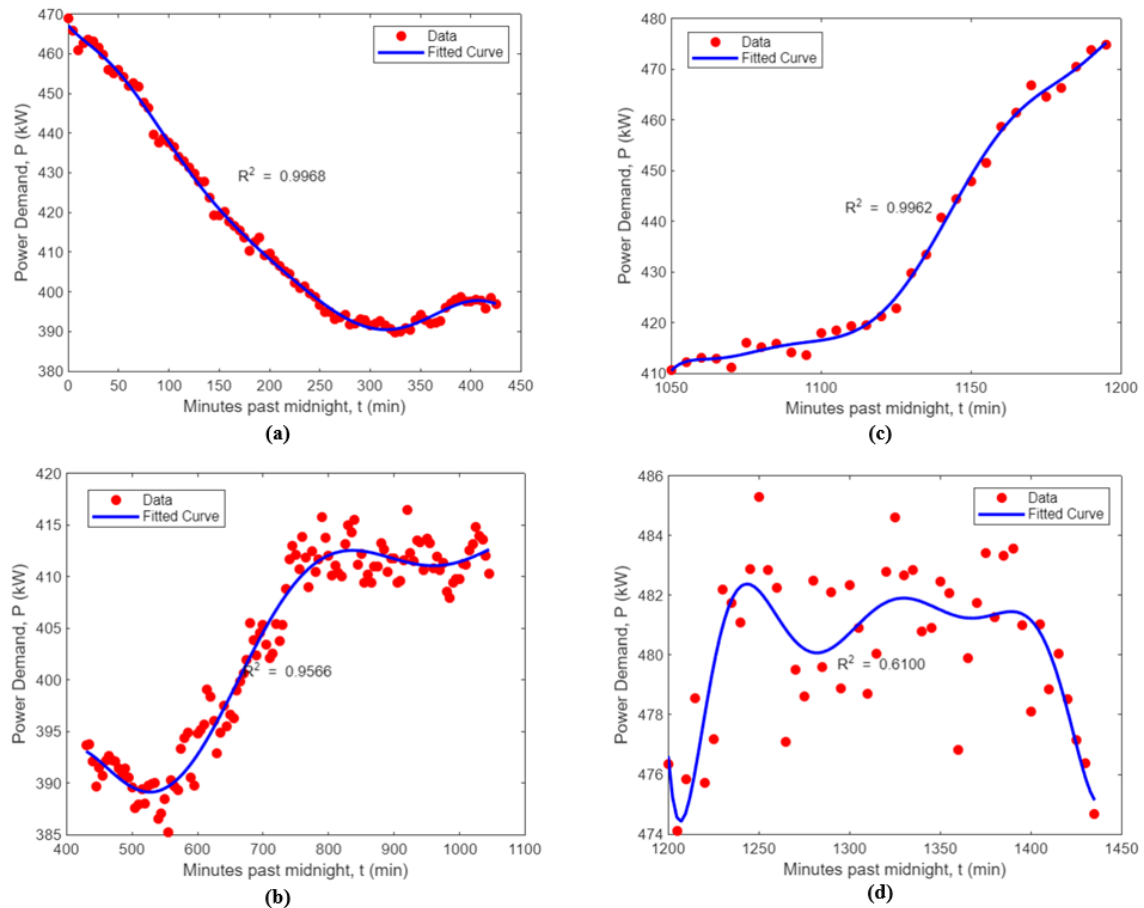 470
460
450
440
430
420
410
400
390
380
Power Demand, P (kW)
Data
Fitted Curve
R² = 0.9968
0 50 100 150 200 250 300 350 400 450
Minutes past midnight, t (min)
(a)
480
470
460
450
440
430
420
410
Power Demand, P (kW)
Data
Fitted Curve
R² = 0.9962
1050 1100 1150 1200
Minutes past midnight, t (min)
(c)
420
415
410
405
400
395
390
385
Power Demand, P (kW)
Data
Fitted Curve
R² = 0.9566
400 500 600 700 800 900 1000 1100
Minutes past midnight, t (min)
(b)
486
484
482
480
478
476
474
Power Demand, P (kW)
Data
Fitted Curve
R² = 0.6100
1200 1250 1300 1350 1400 1450
Minutes past midnight, t (min)
(d)